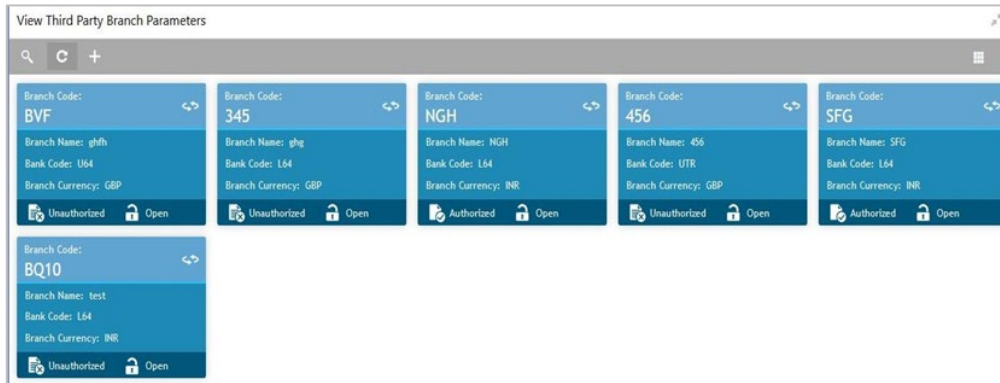 View Third Party Branch Parameters
Branch Code:
BVF
Branch Name: ghfh
Bank Code: U64
Branch Currency: GBP
Unauthorized Open
Branch Code:
345
Branch Name: ghg
Bank Code: L64
Branch Currency: GBP
Unauthorized Open
Branch Code:
NGH
Branch Name: NGH
Bank Code: L64
Branch Currency: INR
Authorized Open
Branch Code:
456
Branch Name: 456
Bank Code: UTR
Branch Currency: GBP
Unauthorized Open
Branch Code:
SFG
Branch Name: SFG
Bank Code: L64
Branch Currency: INR
Authorized Open
Branch Code:
BQ10
Branch Name: test
Bank Code: L64
Branch Currency: INR
Unauthorized Open